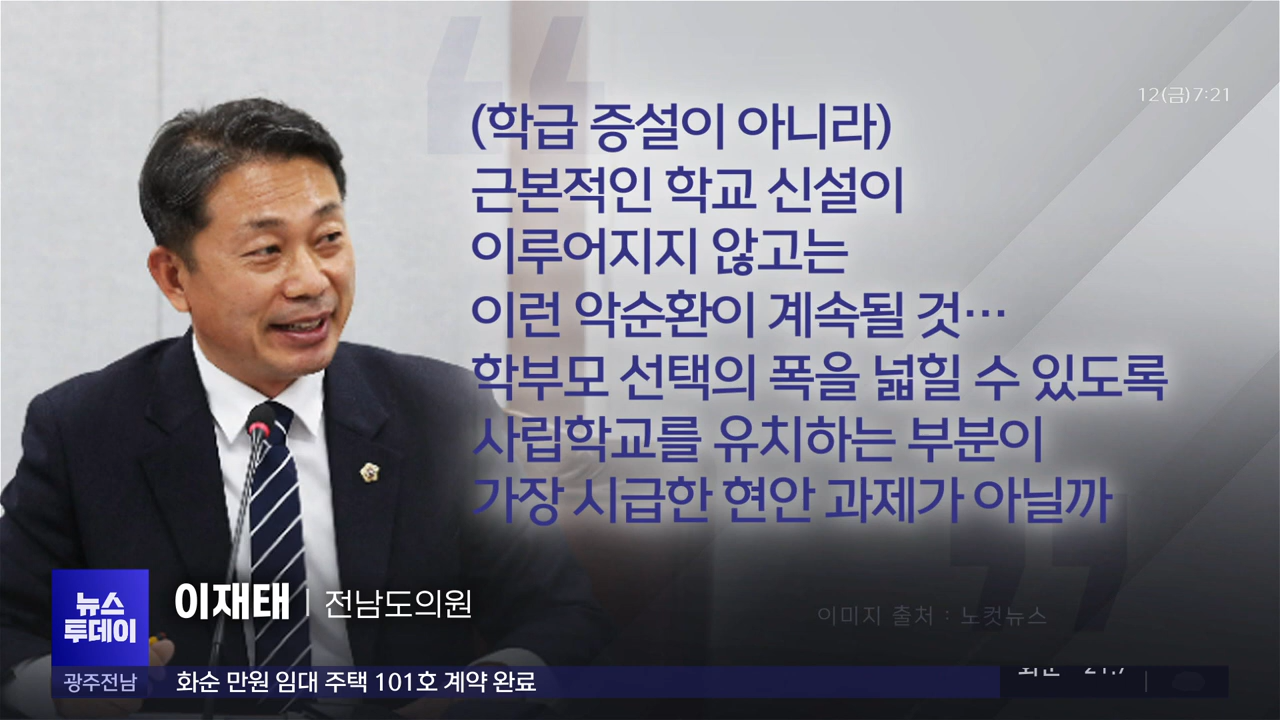 12(금)7:21
(학급 증설이 아니라)
근본적인 학교 신설이
이루어지지 않고는
이런 악순환이 계속될 것…
학부모 선택의 폭을 넓힐 수 있도록
사립학교를 유치하는 부분이
가장 시급한 현안 과제가 아닐까
이미지 출처 : 노컷뉴스
뉴스
투데이
이재태 | 전남도의원
광주전남
화순 만원 임대 주택 101호 계약 완료